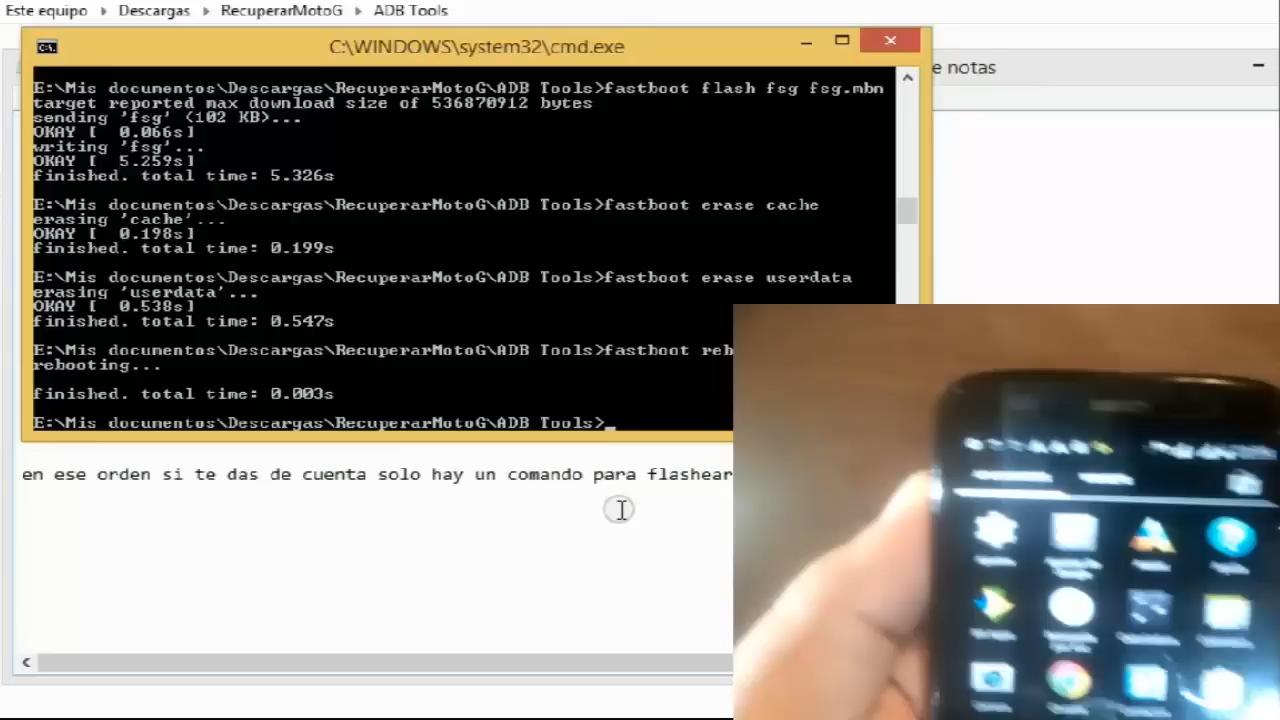 Este equipo ▸ Descargas ▸ RecuperarMotoG ▸ ADB Tools
C:\WINDOWS\system32\cmd.exe
e notas
E:\Mis documentos\Descargas\RecuperarMotoG\ADB Tools>fastboot flash fsg fsg.mbn
target reported max download size of 536870912 bytes
sending 'fsg' (102 KB)...
OKAY [  0.066s]
writing 'fsg'...
OKAY [  5.259s]
finished. total time: 5.326s
E:\Mis documentos\Descargas\RecuperarMotoG\ADB Tools>fastboot erase cache
erasing 'cache'...
OKAY [  0.198s]
finished. total time: 0.199s
E:\Mis documentos\Descargas\RecuperarMotoG\ADB Tools>fastboot erase userdata
erasing 'userdata'...
OKAY [  0.538s]
finished. total time: 0.547s
E:\Mis documentos\Descargas\RecuperarMotoG\ADB Tools>fastboot reb
rebooting...
finished. total time: 0.003s
E:\Mis documentos\Descargas\RecuperarMotoG\ADB Tools>_
en ese orden si te das de cuenta solo hay un comando para flashear